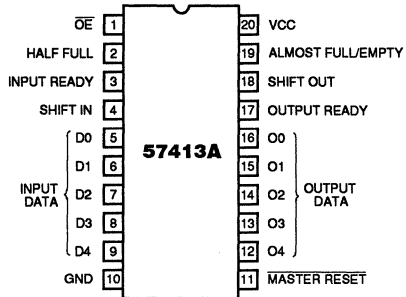 OE 1 20 VCC
HALF FULL 2 19 ALMOST FULL/EMPTY
INPUT READY 3 18 SHIFT OUT
SHIFT IN 4 17 OUTPUT READY
D0 5 16 O0
57413A
D1 6 15 O1
INPUT DATA D2 7 14 O2 OUTPUT DATA
D3 8 13 O3
D4 9 12 O4
GND 10 11 MASTER RESET